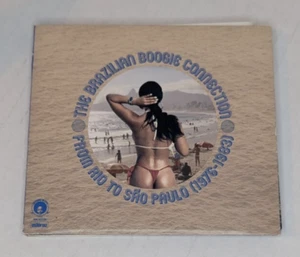 THE BRAZILIAN BOOGIE CONNECTION
FROM RIO TO SÃO PAULO (1976-1983)